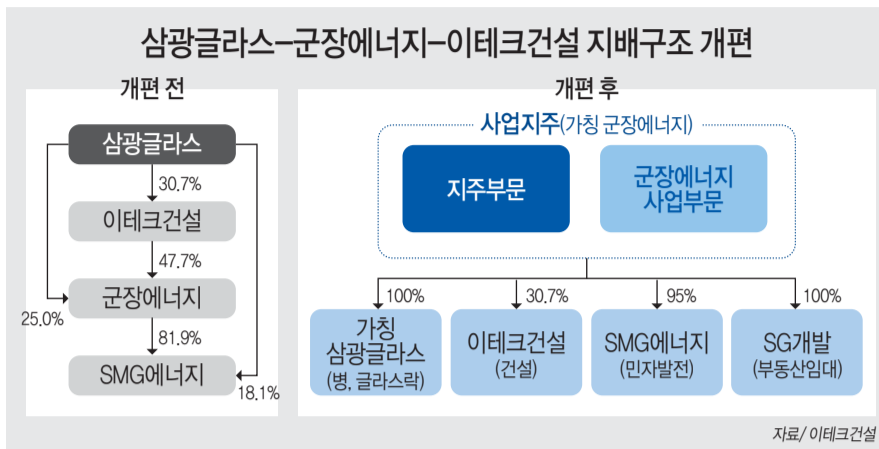 삼광글라스-군장에너지-이테크건설 지배구조 개편
개편 전
삼광글라스
30.7%
이테크건설
47.7%
군장에너지
25.0%
81.9%
SMG에너지
18.1%
개편 후
사업지주(가칭 군장에너지)
지주부문
군장에너지
사업부문
100%
가칭
삼광글라스
(병, 글라스락)
30.7%
이테크건설
(건설)
95%
SMG에너지
(민자발전)
100%
SG개발
(부동산임대)
자료/ 이테크건설